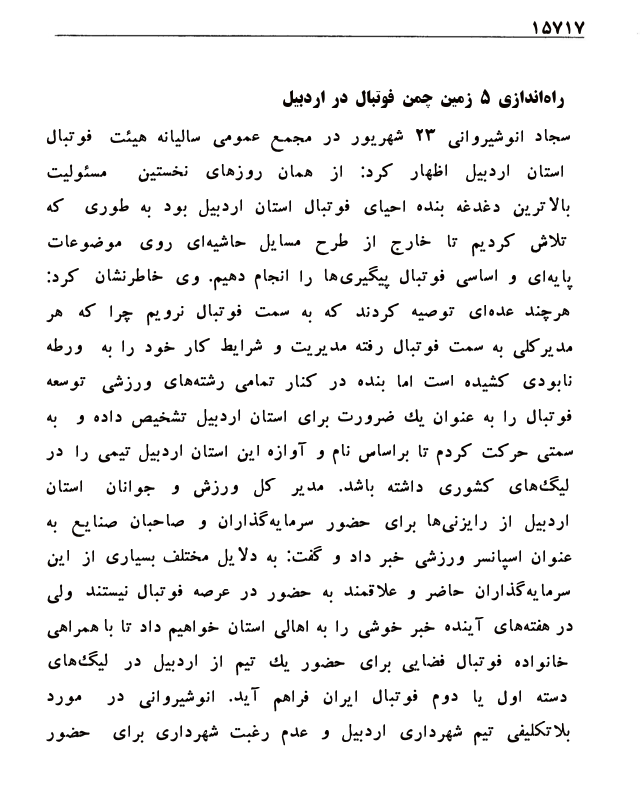 ۱۵۷۱۷
راه‌اندازی ۵ زمین چمن فوتبال در اردبیل
سجاد انوشیروانی ۲۳ شهریور در مجمع عمومی سالیانه هیئت فوتبال
استان اردبیل اظهار کرد: از همان روزهای نخستین مسئولیت
بالاترین دغدغه بنده احیای فوتبال استان اردبیل بود به طوری که
تلاش کردیم تا خارج از طرح مسایل حاشیه‌ای روی موضوعات
پایه‌ای و اساسی فوتبال پیگیری‌ها را انجام دهیم. وی خاطرنشان کرد:
هرچند عده‌ای توصیه کردند که به سمت فوتبال نرویم چرا که هر
مدیرکلی به سمت فوتبال رفته مدیریت و شرایط کار خود را به ورطه
نابودی کشیده است اما بنده در کنار تمامی رشته‌های ورزشی توسعه
فوتبال را به عنوان یك ضرورت برای استان اردبیل تشخیص داده و به
سمتی حرکت کردم تا براساس نام و آوازه این استان اردبیل تیمی را در
لیگ‌های کشوری داشته باشد. مدیر کل ورزش و جوانان استان
اردبیل از رایزنی‌ها برای حضور سرمایه‌گذاران و صاحبان صنایع به
عنوان اسپانسر ورزشی خبر داد و گفت: به دلایل مختلف بسیاری از این
سرمایه‌گذاران حاضر و علاقمند به حضور در عرصه فوتبال نیستند ولی
در هفته‌های آینده خبر خوشی را به اهالی استان خواهیم داد تا با همراهی
خانواده فوتبال فضایی برای حضور یك تیم از اردبیل در لیگ‌های
دسته اول یا دوم فوتبال ایران فراهم آید. انوشیروانی در مورد
بلاتکلیفی تیم شهرداری اردبیل و عدم رغبت شهرداری برای حضور